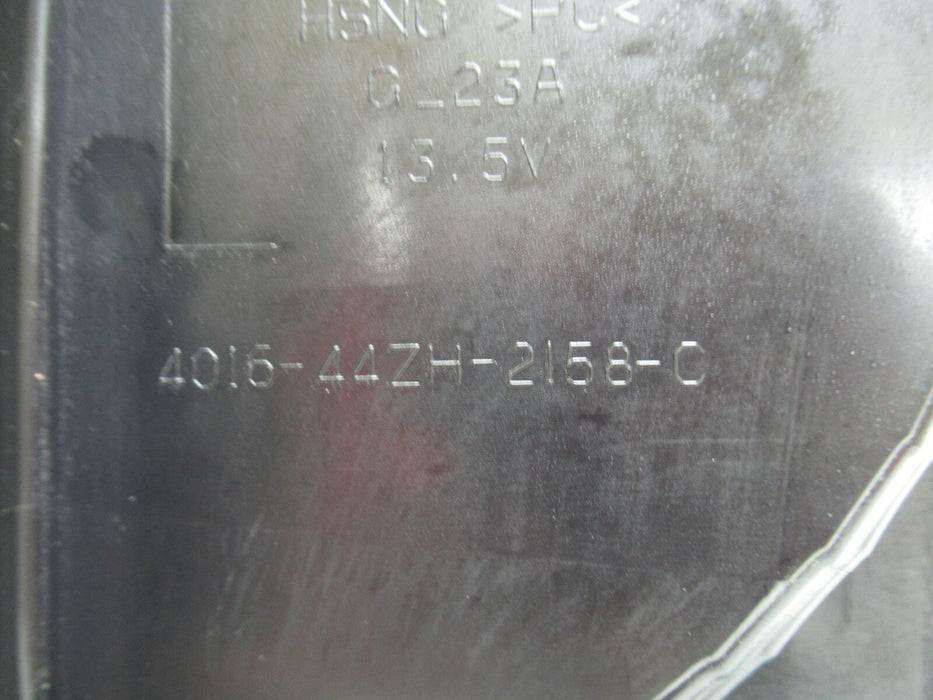 HSNG >PC<
G_23A
13.5V
4016-44ZH-2158-C